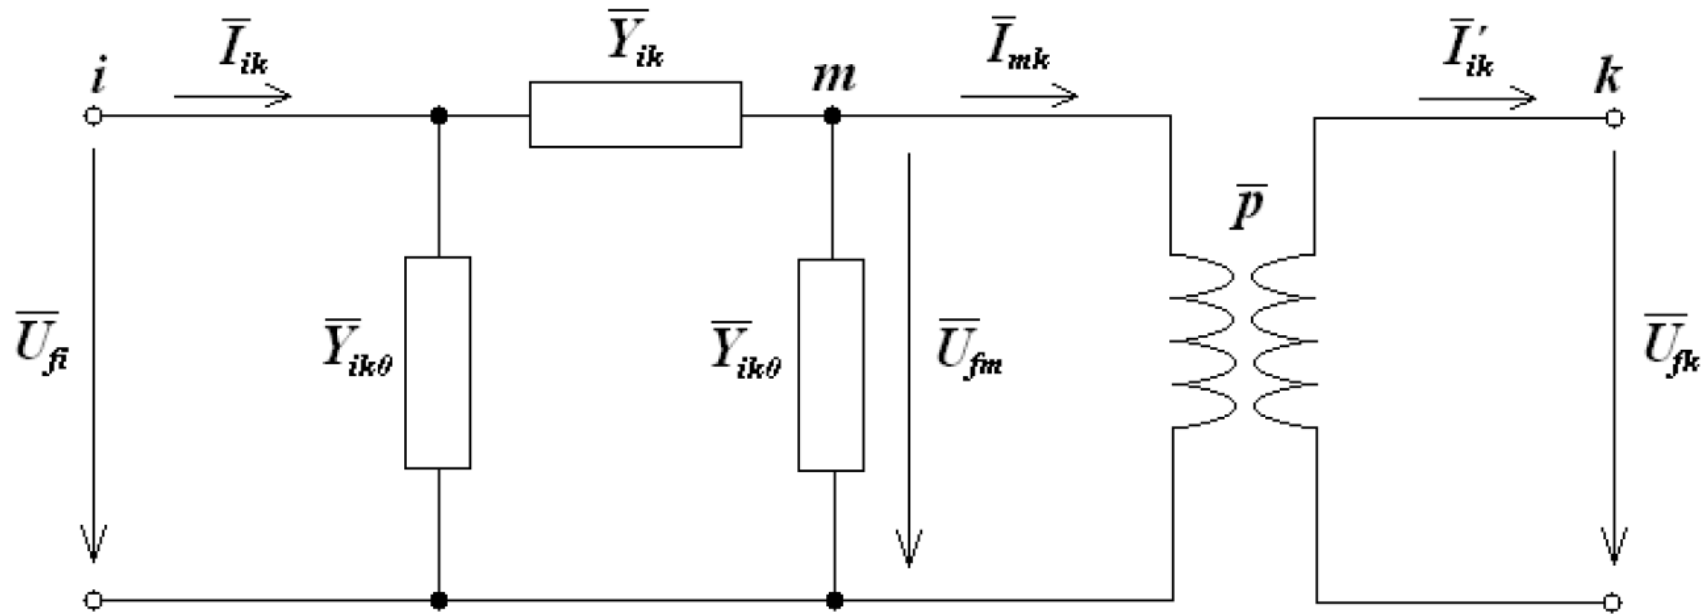 i
I̅ik
Y̅ik
m
I̅mk
I̅′ik
k
p̅
U̅fi
Y̅ik0
Y̅ik0
U̅fm
U̅fk